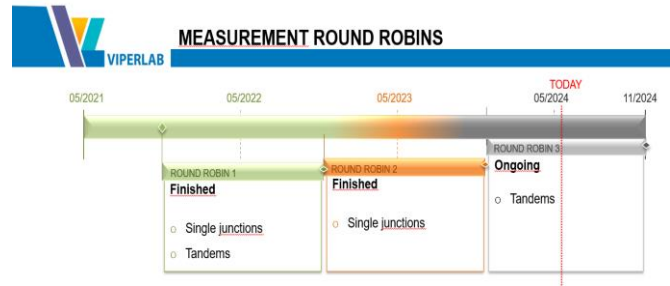 MEASUREMENT ROUND ROBINS
VIPERLAB
TODAY
05/2021 05/2022 05/2023 05/2024 11/2024
ROUND ROBIN 1
Finished
○ Single junctions
○ Tandems
ROUND ROBIN 2
Finished
○ Single junctions
ROUND ROBIN 3
Ongoing
○ Tandems